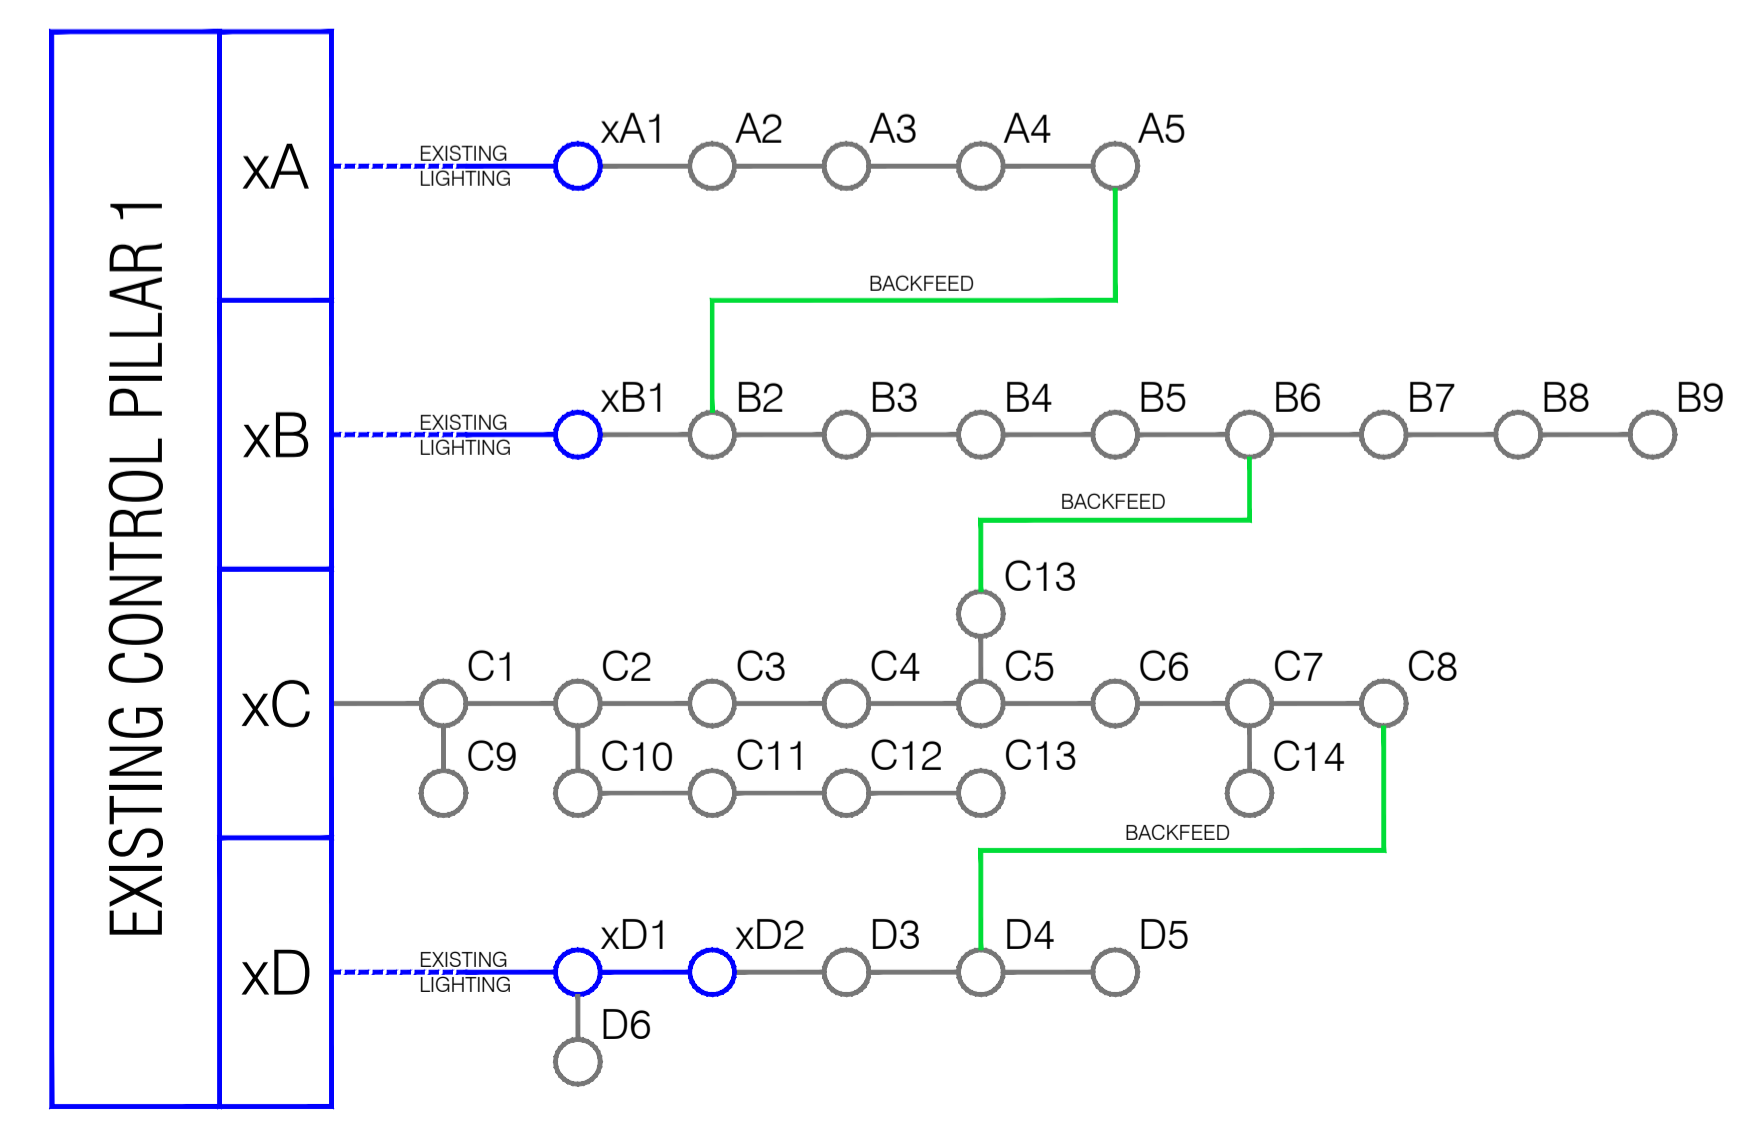 EXISTING CONTROL PILLAR 1
xA
EXISTING
LIGHTING
xA1
A2
A3
A4
A5
BACKFEED
xB
EXISTING
LIGHTING
xB1
B2
B3
B4
B5
B6
B7
B8
B9
BACKFEED
C13
xC
C1
C2
C3
C4
C5
C6
C7
C8
C9
C10
C11
C12
C13
C14
BACKFEED
xD
EXISTING
LIGHTING
xD1
xD2
D3
D4
D5
D6